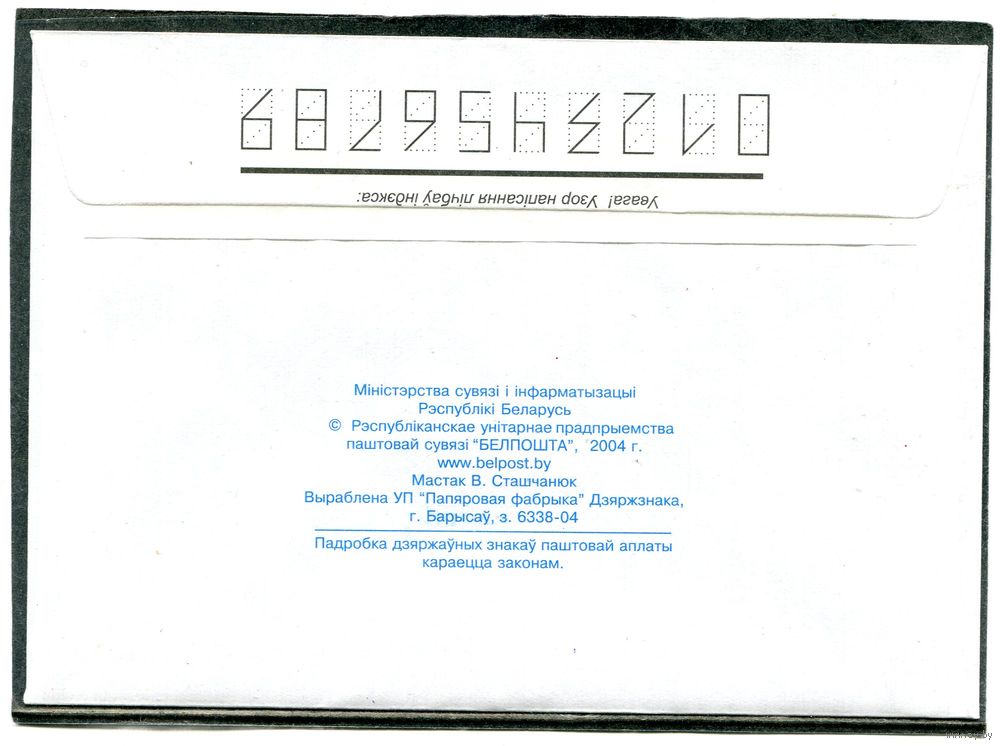 Увага! Узор напісання лічбаў індэкса:
0123456789
Міністэрства сувязі і інфарматызацыі
Рэспублікі Беларусь
© Рэспубліканскае унітарнае прадпрыемства
паштовай сувязі “БЕЛПОШТА”, 2004 г.
www.belpost.by
Мастак В. Сташчанюк
Выраблена УП “Папяровая фабрыка” Дзяржзнака,
г. Барысаў, з. 6338-04
Падробка дзяржаўных знакаў паштовай аплаты
караецца законам.